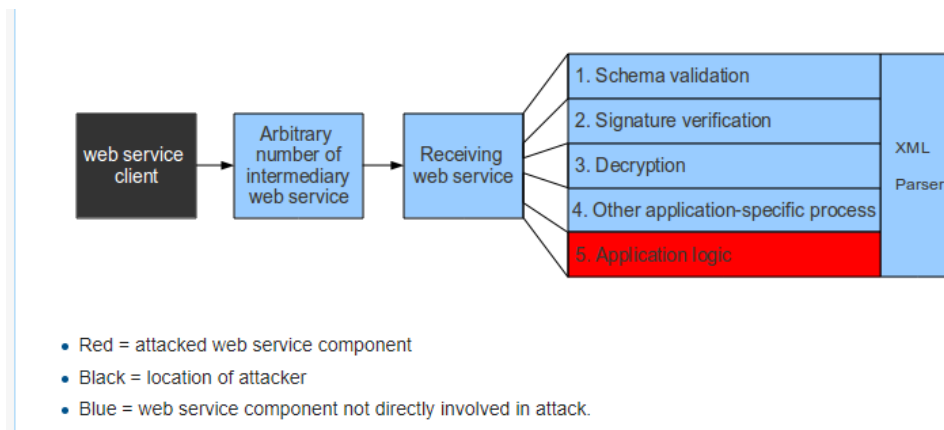 web service
client
Arbitrary
number of
intermediary
web service
Receiving
web service
1. Schema validation
2. Signature verification
3. Decryption
4. Other application-specific process
5. Application logic
XML
Parser
Red = attacked web service component
Black = location of attacker
Blue = web service component not directly involved in attack.